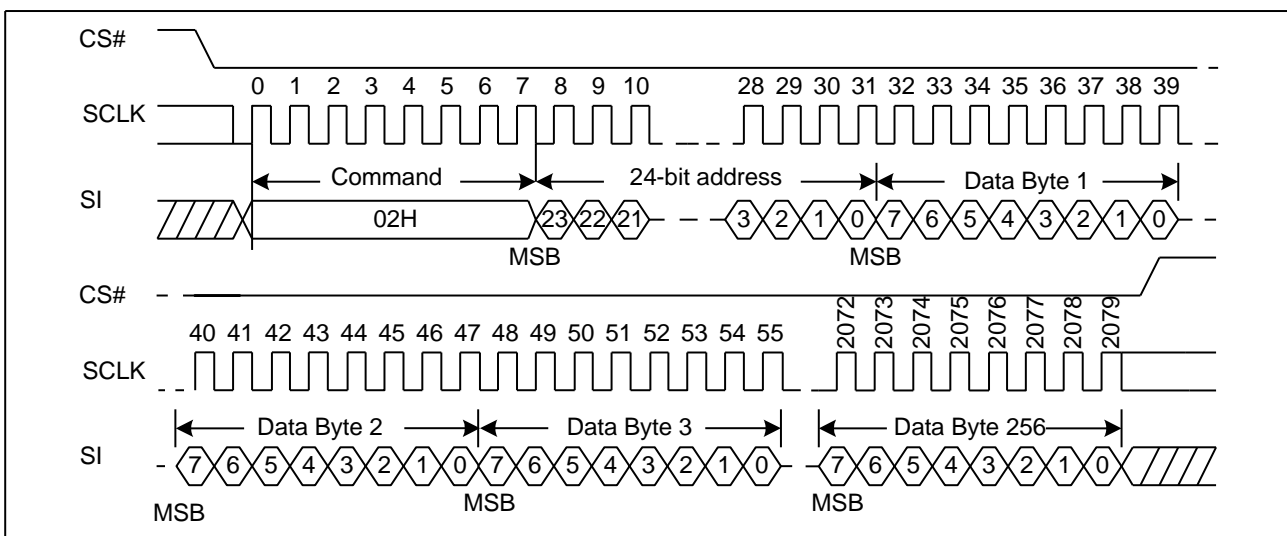 CS#
0 1 2 3 4 5 6 7 8 9 10 28 29 30 31 32 33 34 35 36 37 38 39
SCLK
Command 24-bit address Data Byte 1
SI
02H 23 22 21 3 2 1 0 7 6 5 4 3 2 1 0
MSB MSB
CS#
2072 2073 2074 2075 2076 2077 2078 2079
40 41 42 43 44 45 46 47 48 49 50 51 52 53 54 55
SCLK
Data Byte 2 Data Byte 3 Data Byte 256
SI
7 6 5 4 3 2 1 0 7 6 5 4 3 2 1 0 7 6 5 4 3 2 1 0
MSB MSB MSB